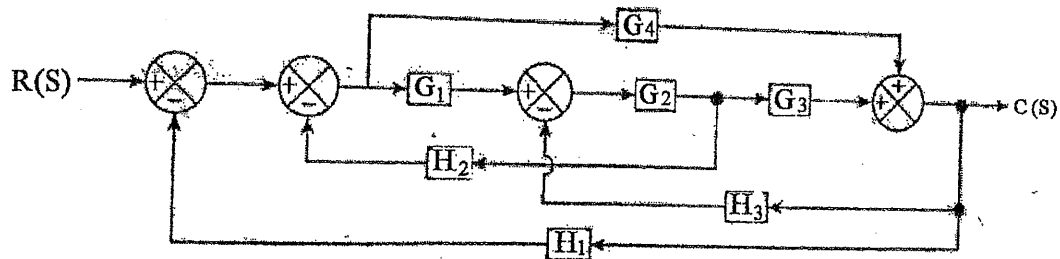 G4
R(S) + − + − G1 + − G2 G3 + + C(S)
H2
H3
H1